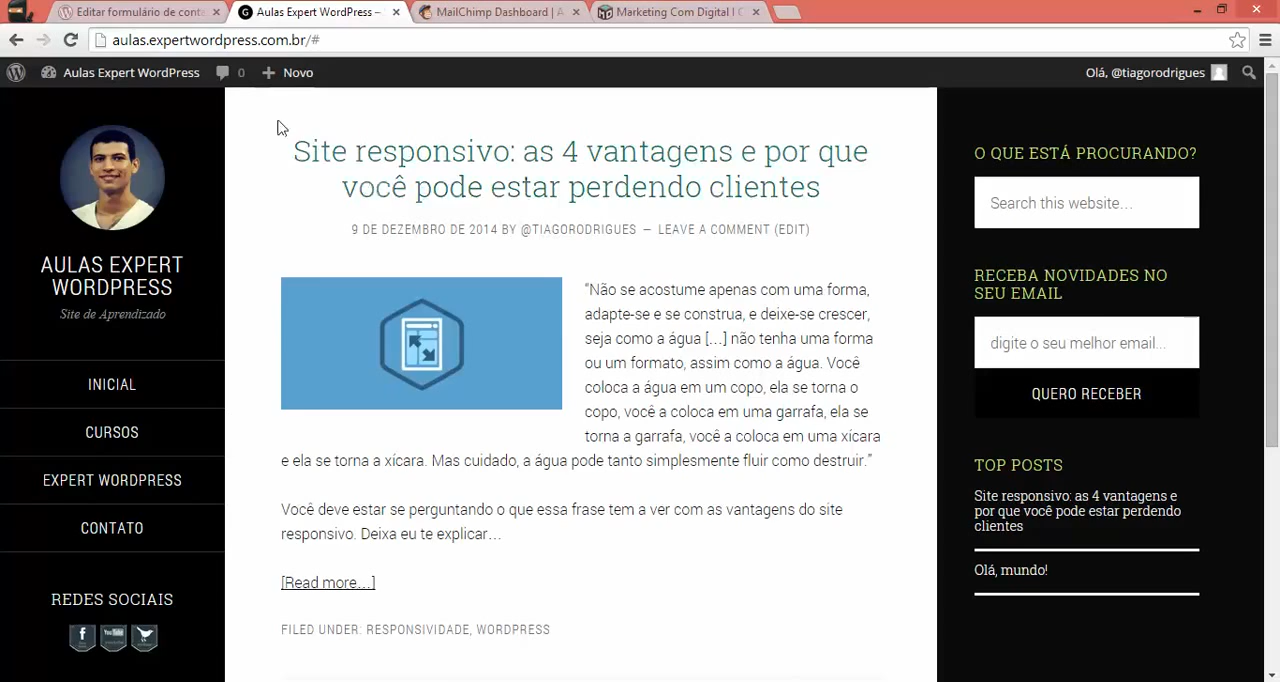 Editar formulário de conta
Aulas Expert WordPress –
MailChimp Dashboard | A
Marketing Com Digital | C
aulas.expertwordpress.com.br/#
Aulas Expert WordPress 0 Novo
Olá, @tiagorodrigues
AULAS EXPERT
WORDPRESS
Site de Aprendizado
INICIAL
CURSOS
EXPERT WORDPRESS
CONTATO
REDES SOCIAIS
Site responsivo: as 4 vantagens e por que
você pode estar perdendo clientes
9 DE DEZEMBRO DE 2014 BY @TIAGORODRIGUES — LEAVE A COMMENT (EDIT)
“Não se acostume apenas com uma forma,
adapte-se e se construa, e deixe-se crescer,
seja como a água […] não tenha uma forma
ou um formato, assim como a água. Você
coloca a água em um copo, ela se torna o
copo, você a coloca em uma garrafa, ela se
torna a garrafa, você a coloca em uma xícara
e ela se torna a xícara. Mas cuidado, a água pode tanto simplesmente fluir como destruir.”
Você deve estar se perguntando o que essa frase tem a ver com as vantagens do site
responsivo. Deixa eu te explicar…
[Read more…]
FILED UNDER: RESPONSIVIDADE, WORDPRESS
O QUE ESTÁ PROCURANDO?
Search this website…
RECEBA NOVIDADES NO
SEU EMAIL
digite o seu melhor email...
QUERO RECEBER
TOP POSTS
Site responsivo: as 4 vantagens e
por que você pode estar perdendo
clientes
Olá, mundo!